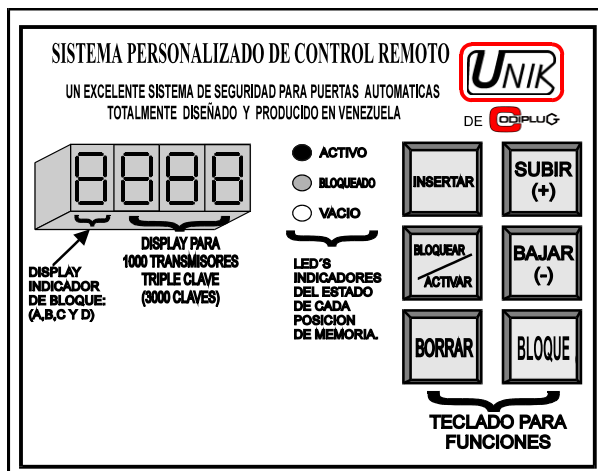 SISTEMA PERSONALIZADO DE CONTROL REMOTO
UN EXCELENTE SISTEMA DE SEGURIDAD PARA PUERTAS AUTOMATICAS
TOTALMENTE DISEÑADO Y PRODUCIDO EN VENEZUELA
UNIK
DE CODIPLUG
8888
DISPLAY
INDICADOR
DE BLOQUE:
(A,B,C Y D)
DISPLAY PARA
1000 TRANSMISORES
TRIPLE CLAVE
(3000 CLAVES)
ACTIVO
BLOQUEADO
VACIO
LED´S
INDICADORES
DEL ESTADO
DE CADA
POSICION
DE MEMORIA.
INSERTAR
SUBIR
(+)
BLOQUEAR
ACTIVAR
BAJAR
(-)
BORRAR
BLOQUE
TECLADO PARA
FUNCIONES